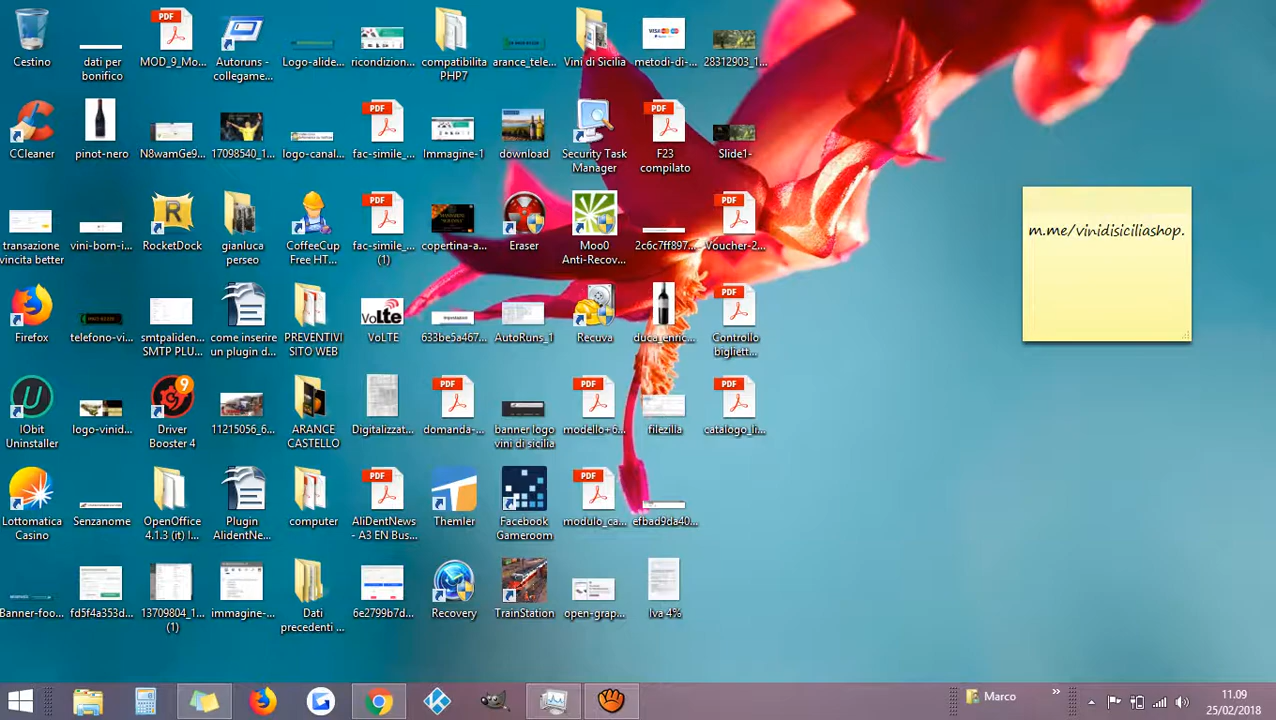 Cestino
dati per
bonifico
MOD_9_Mo...
Autoruns -
collegame...
Logo-alide...
ricondizion...
compatibilita
PHP7
arance_tele...
Vini di Sicilia
metodi-di-...
28312903_1...
CCleaner
pinot-nero
N8wamGe9...
17098540_1...
logo-canal...
fac-simile_...
Immagine-1
download
Security Task
Manager
F23
compilato
Slide1-
transazione
vincita better
vini-born-i...
RocketDock
gianluca
perseo
CoffeeCup
Free HT...
fac-simile_...
(1)
copertina-a...
Eraser
Moo0
Anti-Recov...
2c6c7ff897...
Voucher-2...
m.me/vinidisiciliashop.
Firefox
telefono-vi...
smtpaliden...
SMTP PLU...
come inserire
un plugin d...
PREVENTIVI
SITO WEB
VoLTE
633be5a467...
AutoRuns_1
Recuva
duca_enric...
Controllo
bigliett...
IObit
Uninstaller
logo-vinid...
Driver
Booster 4
11215056_6...
ARANCE
CASTELLO
Digitalizzat...
domanda-...
banner logo
vini di sicilia
modello+6...
filezilla
catalogo_li...
Lottomatica
Casino
Senzanome
OpenOffice
4.1.3 (it) I...
Plugin
AlidentNe...
computer
AliDentNews
- A3 EN Bus...
Themler
Facebook
Gameroom
modulo_ca...
efbad9da40...
Banner-foo...
fd5f4a353d...
13709804_1...
(1)
immagine-...
Dati
precedenti ...
6e2799b7d...
Recovery
TrainStation
open-grap...
Iva 4%
Marco
11.09
25/02/2018